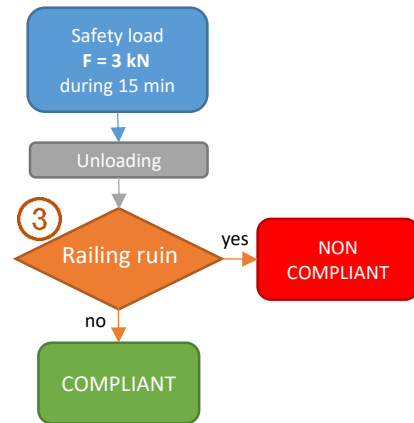 Safety load
F = 3 kN
during 15 min
Unloading
3
Railing ruin
yes
NON
COMPLIANT
no
COMPLIANT